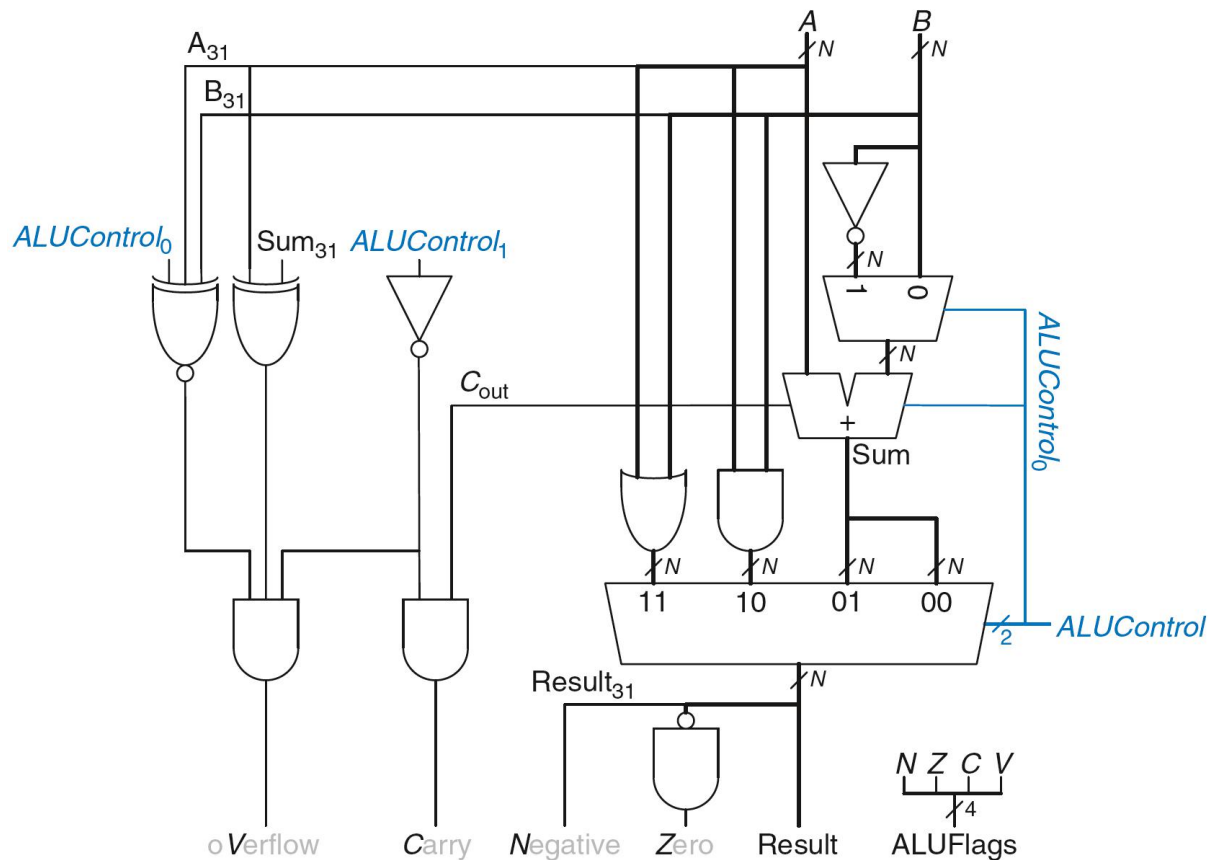 A B
N N
A31
B31
ALUControl0 Sum31 ALUControl1
N
1 0
N
ALUControl0
Cout
+
Sum
N N N N
11 10 01 00
2 ALUControl
N
Result31
N Z C V
4
oVerflow Carry Negative Zero Result ALUFlags